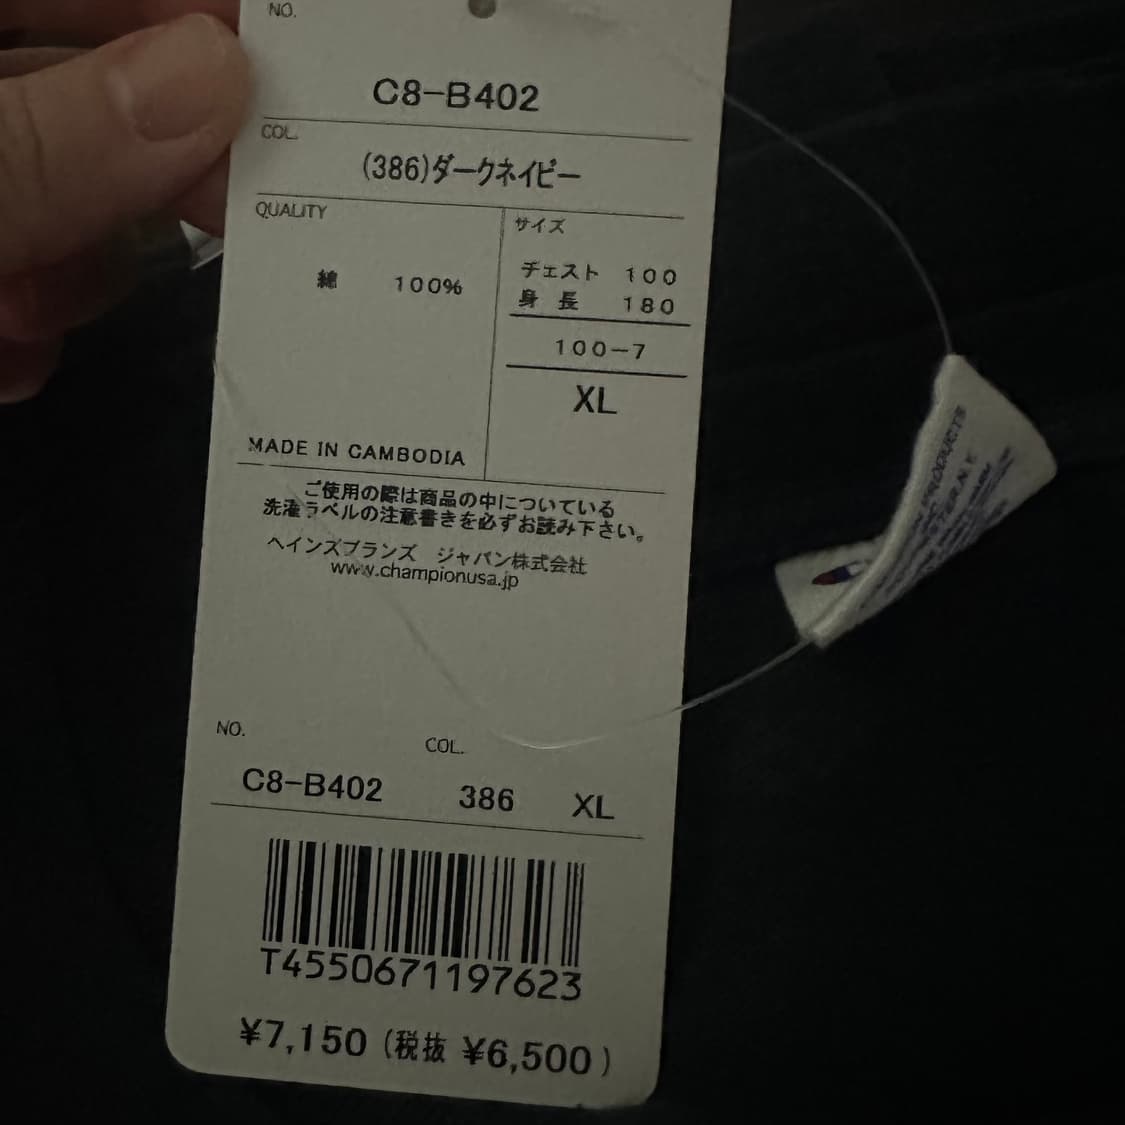 NO.
C8-B402
COL.
(386)ダークネイビー
QUALITY
綿 100%
MADE IN CAMBODIA
サイズ
チェスト 100
身長 180
100-7
XL
ご使用の際は商品の中についている
洗濯ラベルの注意書きを必ずお読み下さい。
ヘインズブランズ ジャパン株式会社
www.championusa.jp
NO.
COL.
C8-B402 386 XL
T4550671197623
¥7,150 (税抜 ¥6,500)
PRODUCTS